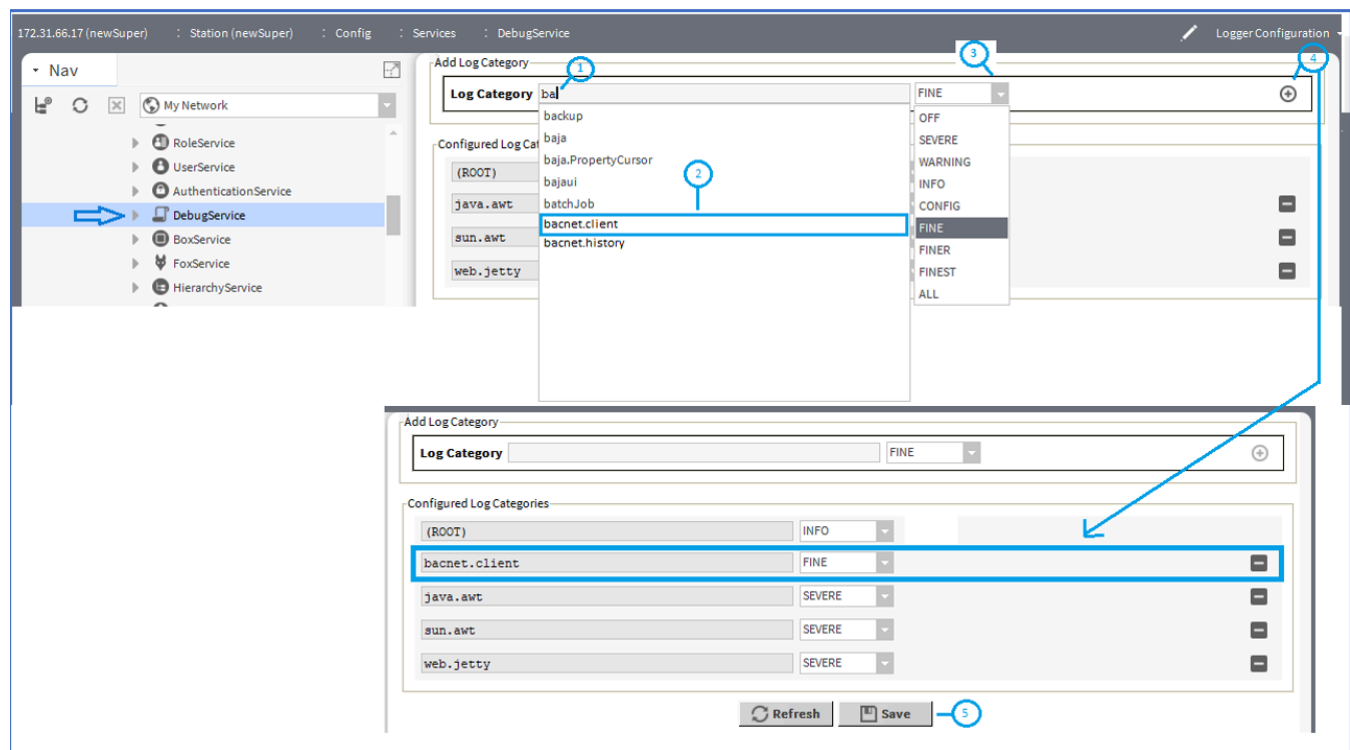 172.31.66.17 (newSuper) : Station (newSuper) : Config : Services : DebugService Logger Configuration
Nav
My Network
RoleService
UserService
AuthenticationService
DebugService
BoxService
FoxService
HierarchyService
Add Log Category
1
3
4
Log Category ba FINE
backup
baja
baja.PropertyCursor
bajaui
batchJob
bacnet.client
bacnet.history
2
OFF
SEVERE
WARNING
INFO
CONFIG
FINE
FINER
FINEST
ALL
Configured Log Cat
(ROOT)
java.awt
sun.awt
web.jetty
Add Log Category
Log Category FINE
Configured Log Categories
(ROOT) INFO
bacnet.client FINE
java.awt SEVERE
sun.awt SEVERE
web.jetty SEVERE
Refresh Save 5